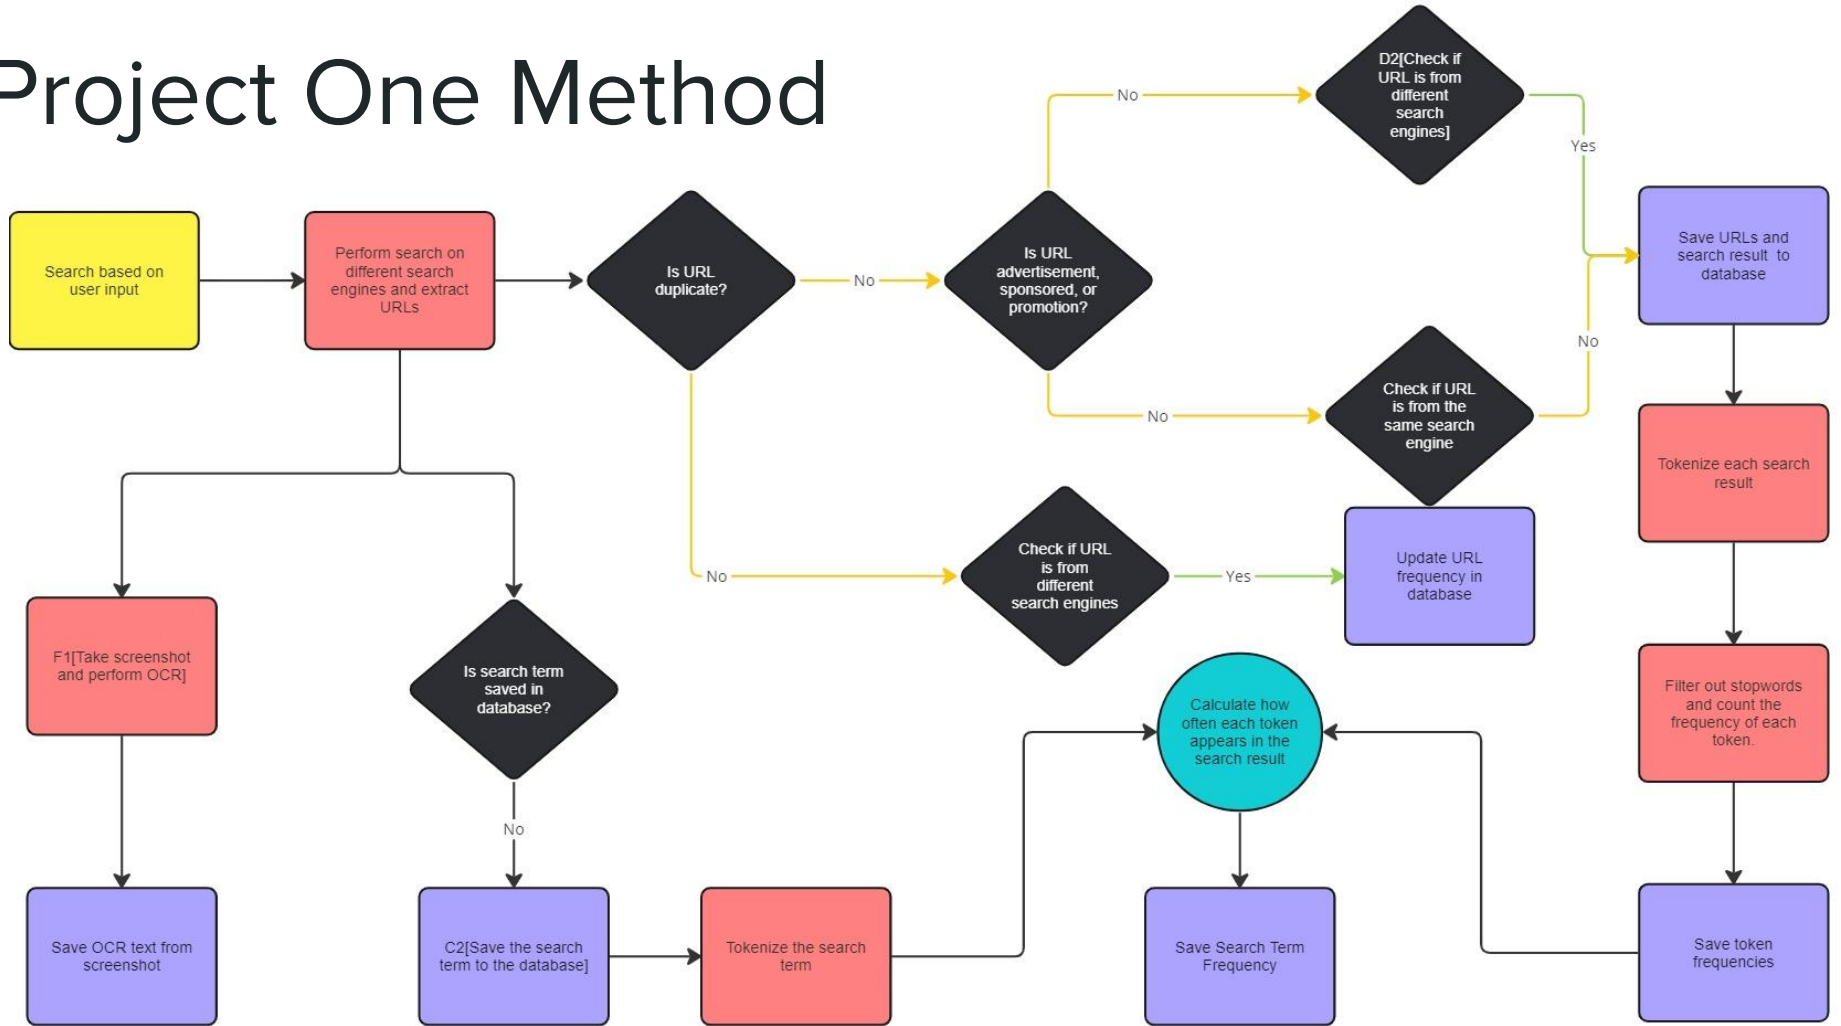 Project One Method
D2[Check if
URL is from
different
search
engines]
No
Yes
Search based on
user input
Perform search on
different search
engines and extract
URLs
Is URL
duplicate?
No
Is URL
advertisement,
sponsored, or
promotion?
Save URLs and
search result to
database
No
No
Check if URL
is from the
same search
engine
Tokenize each search
result
No
Check if URL
is from
different
search engines
Yes
Update URL
frequency in
database
F1[Take screenshot
and perform OCR]
Is search term
saved in
database?
Calculate how
often each token
appears in the
search result
Filter out stopwords
and count the
frequency of each
token.
No
Save OCR text from
screenshot
C2[Save the search
term to the database]
Tokenize the search
term
Save Search Term
Frequency
Save token
frequencies